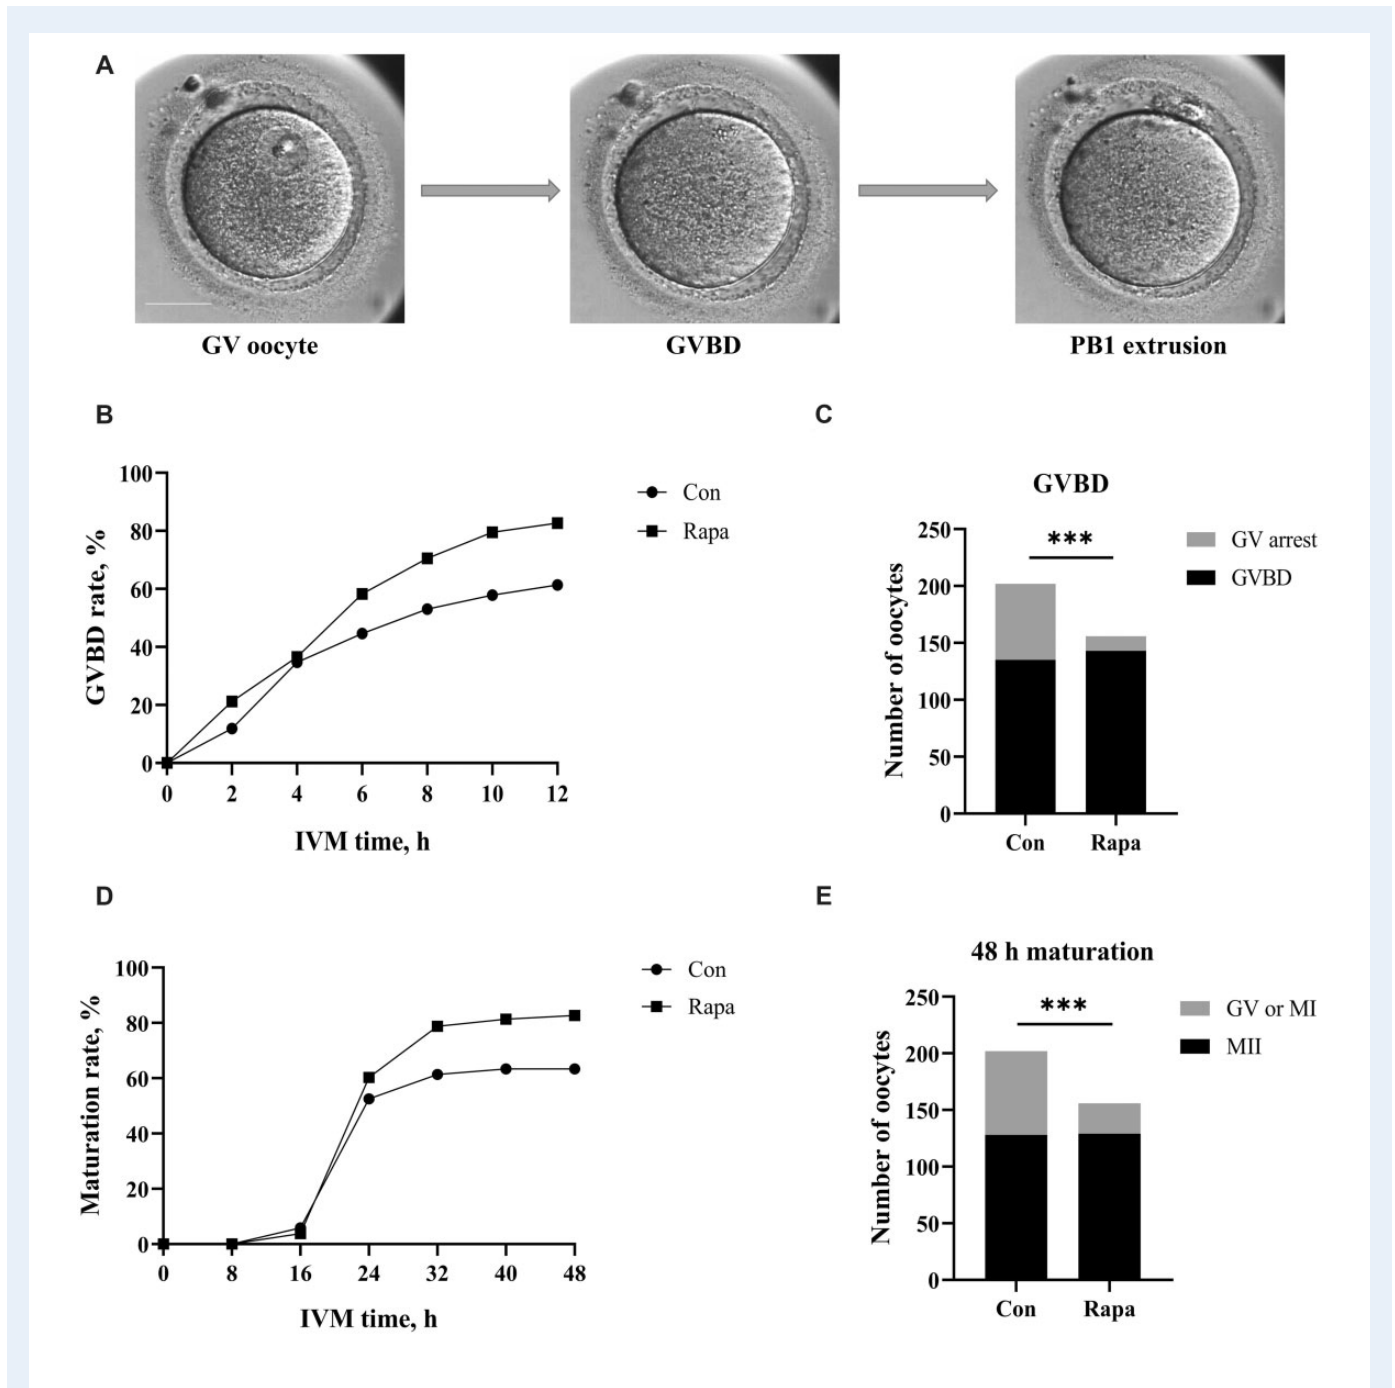 A
GV oocyte
GVBD
PB1 extrusion
B
GVBD rate, %
100
80
60
40
20
0
0 2 4 6 8 10 12
IVM time, h
Con
Rapa
C
GVBD
Number of oocytes
250
200
150
100
50
0
***
Con Rapa
GV arrest
GVBD
D
Maturation rate, %
100
80
60
40
20
0
0 8 16 24 32 40 48
IVM time, h
Con
Rapa
E
48 h maturation
Number of oocytes
250
200
150
100
50
0
***
Con Rapa
GV or MI
MII